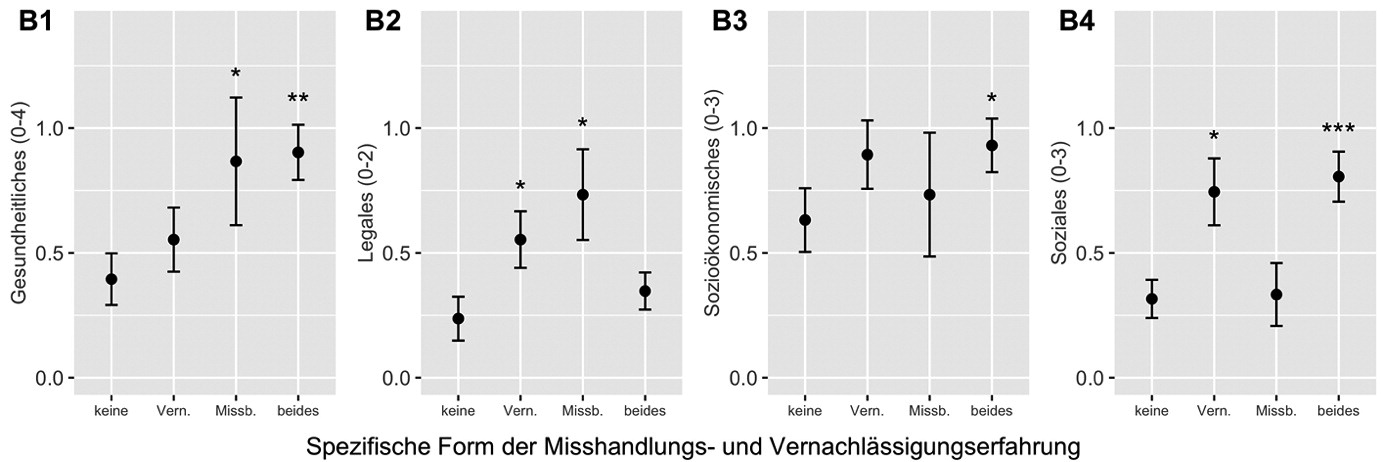 B1
B2
B3
B4
Gesundheitliches (0-4)
1.0
0.5
0.0
*
**
keine Vern. Missb. beides
Legales (0-2)
1.0
0.5
0.0
*
*
keine Vern. Missb. beides
Sozioökonomisches (0-3)
1.0
0.5
0.0
*
keine Vern. Missb. beides
Soziales (0-3)
1.0
0.5
0.0
*
***
keine Vern. Missb. beides
Spezifische Form der Misshandlungs- und Vernachlässigungserfahrung